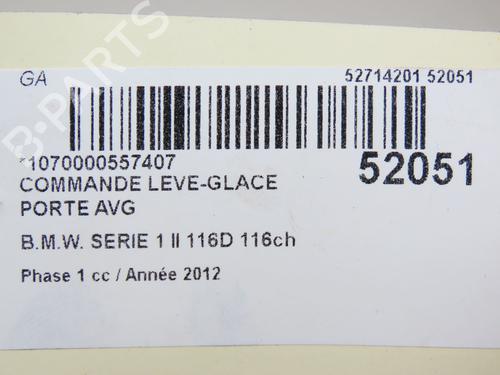 GA 52714201 52051
*1070000557407 52051
COMMANDE LEVE-GLACE
PORTE AVG
B.M.W. SERIE 1 II 116D 116ch
Phase 1 cc / Année 2012
B-PARTS